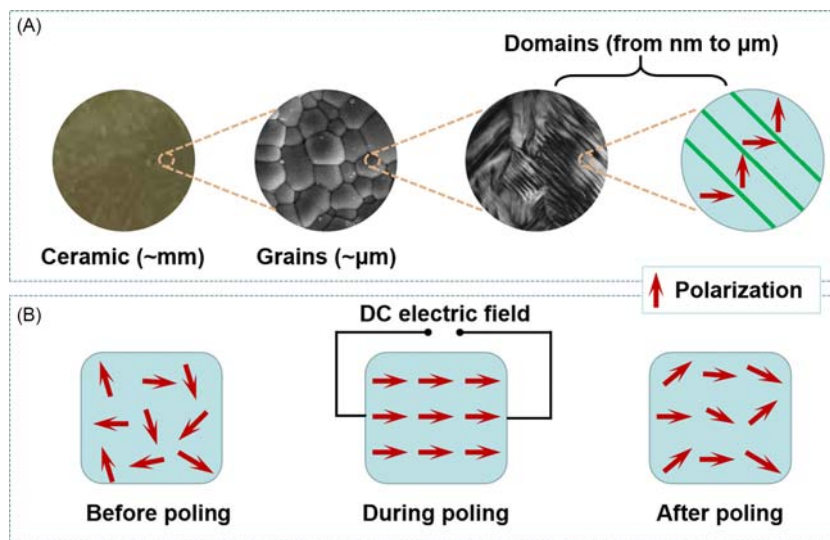 (A)
Domains (from nm to μm)
Ceramic (~mm)
Grains (~μm)
Polarization
(B)
DC electric field
Before poling
During poling
After poling